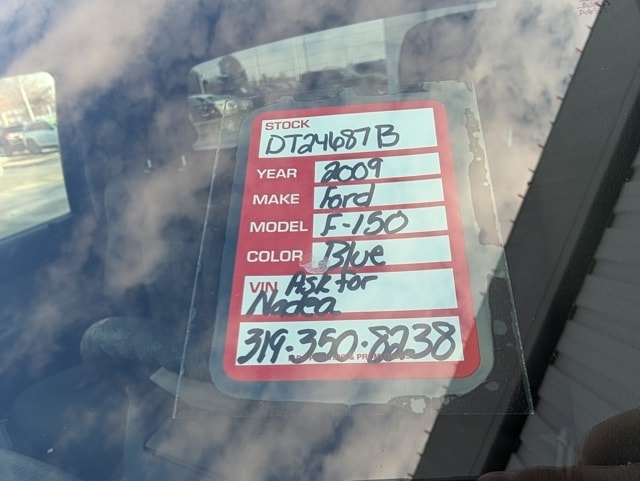 STOCK
DT24687B
YEAR 2009
MAKE Ford
MODEL F-150
COLOR Blue
VIN Ask for
Nadea
319-350-8238